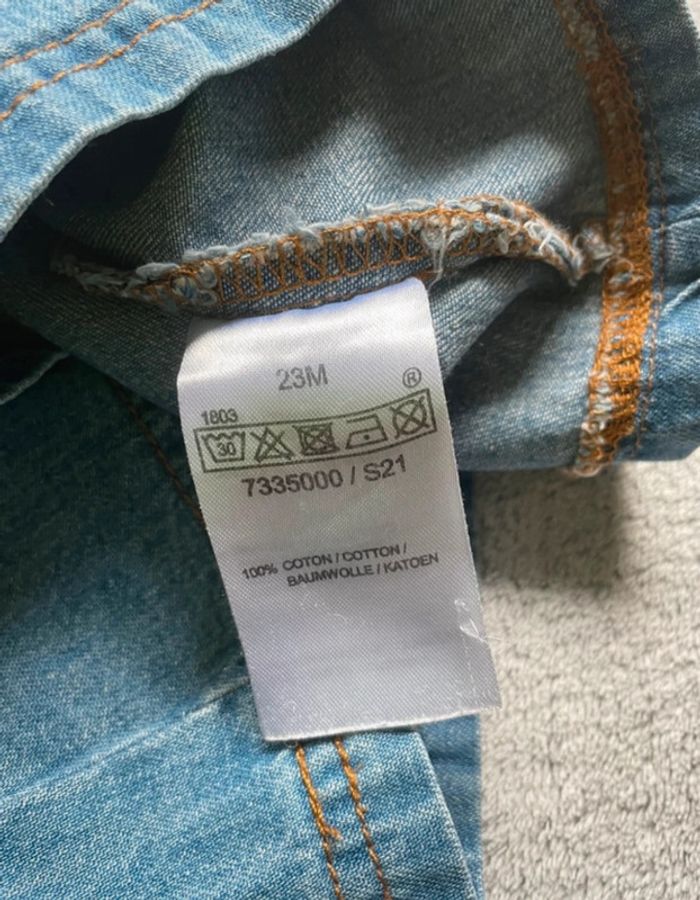 23M
®
1803
30
7335000 / S21
100% COTON / COTTON /
BAUMWOLLE / KATOEN